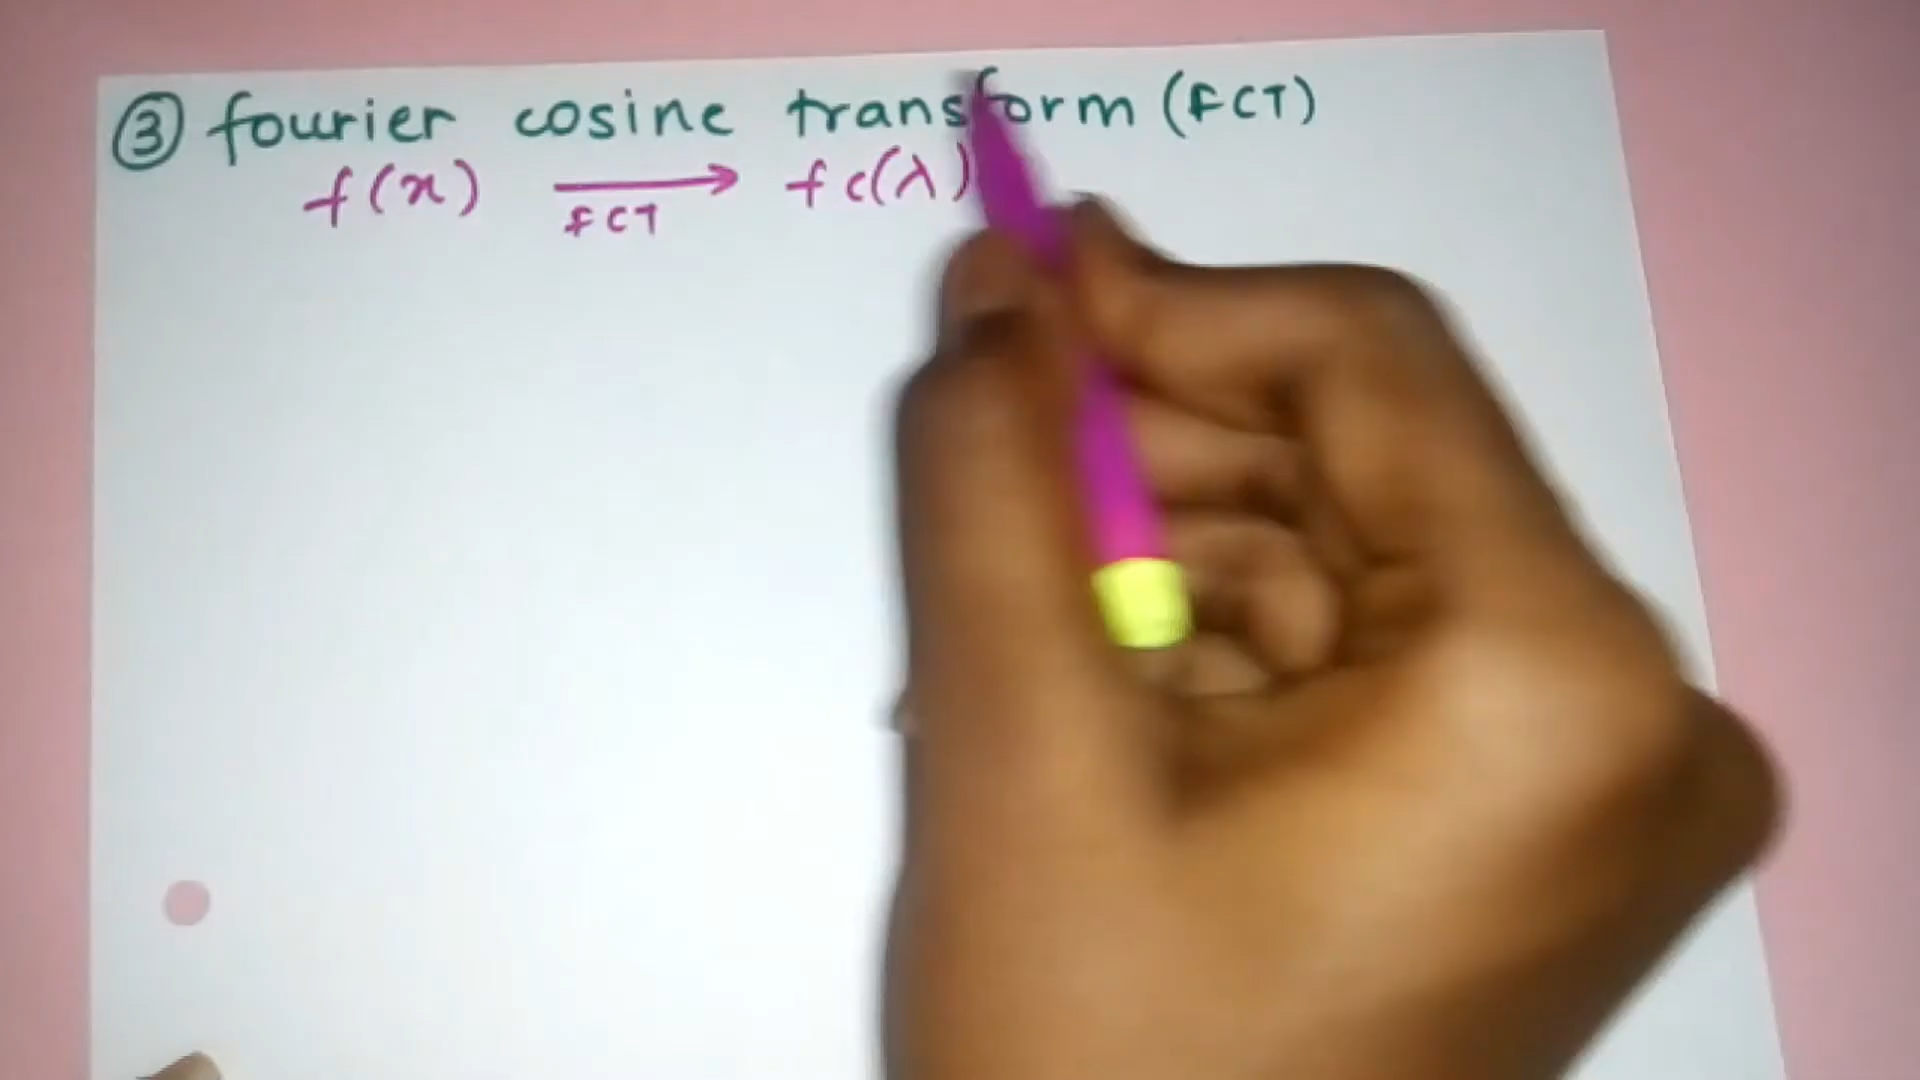 ③ fourier cosine transform (FCT)
f(x) → fc(λ)
FCT